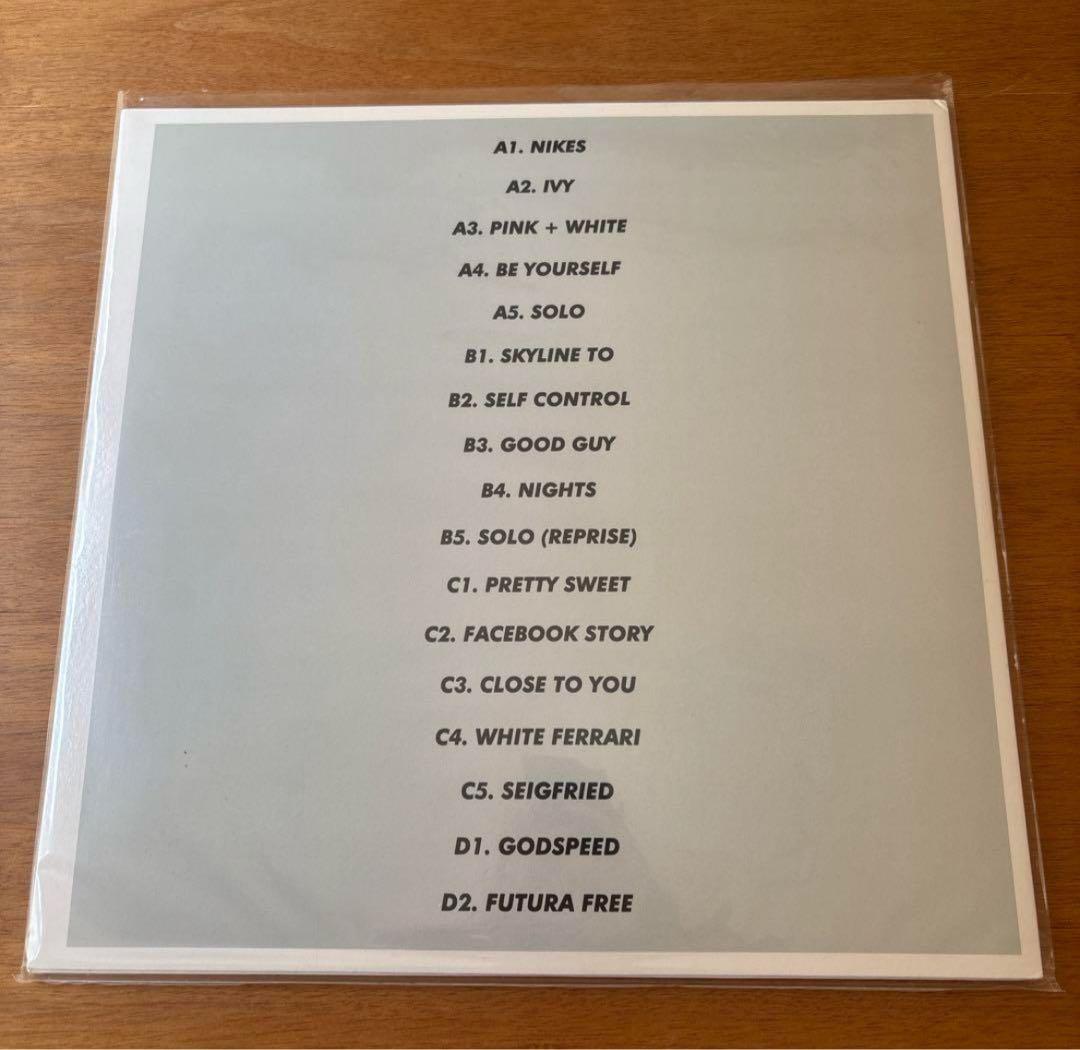 A1. NIKES
A2. IVY
A3. PINK + WHITE
A4. BE YOURSELF
A5. SOLO
B1. SKYLINE TO
B2. SELF CONTROL
B3. GOOD GUY
B4. NIGHTS
B5. SOLO (REPRISE)
C1. PRETTY SWEET
C2. FACEBOOK STORY
C3. CLOSE TO YOU
C4. WHITE FERRARI
C5. SEIGFRIED
D1. GODSPEED
D2. FUTURA FREE